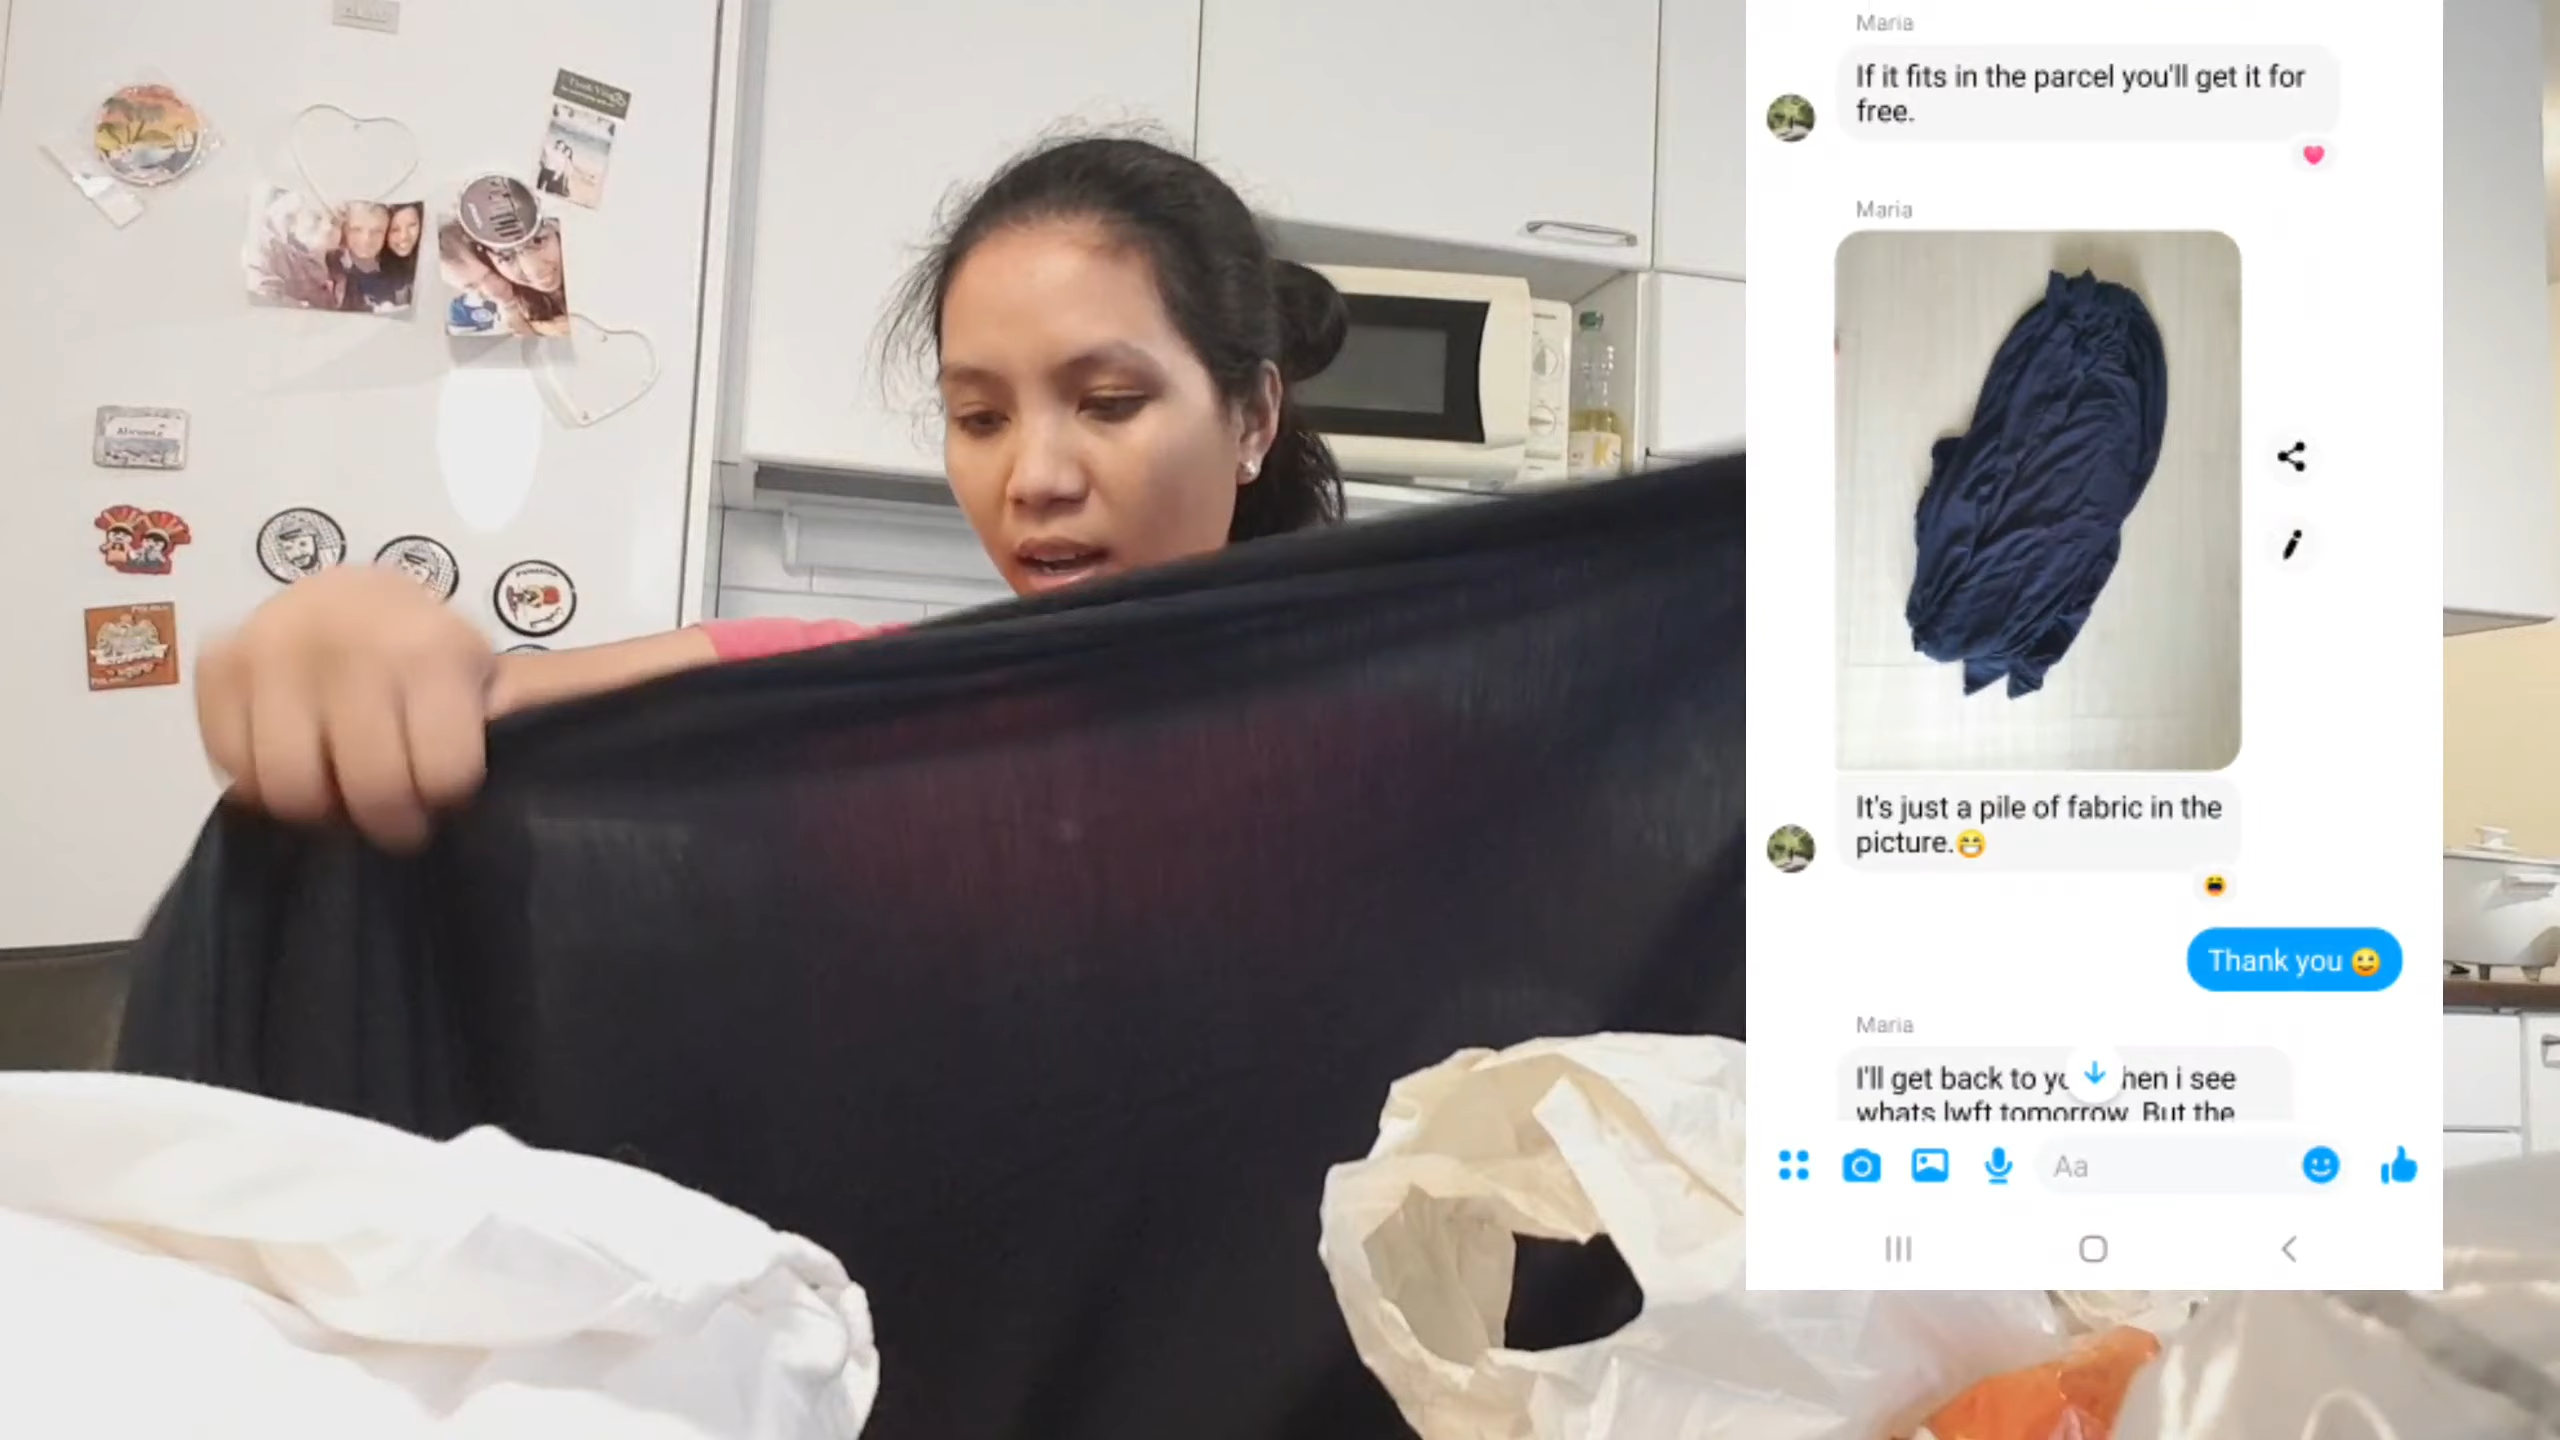 Maria
If it fits in the parcel you'll get it for
free.
Maria
It's just a pile of fabric in the
picture.😁
Thank you 😉
Maria
I'll get back to
hen i see
whats lwft tomorrow. But the
Aa